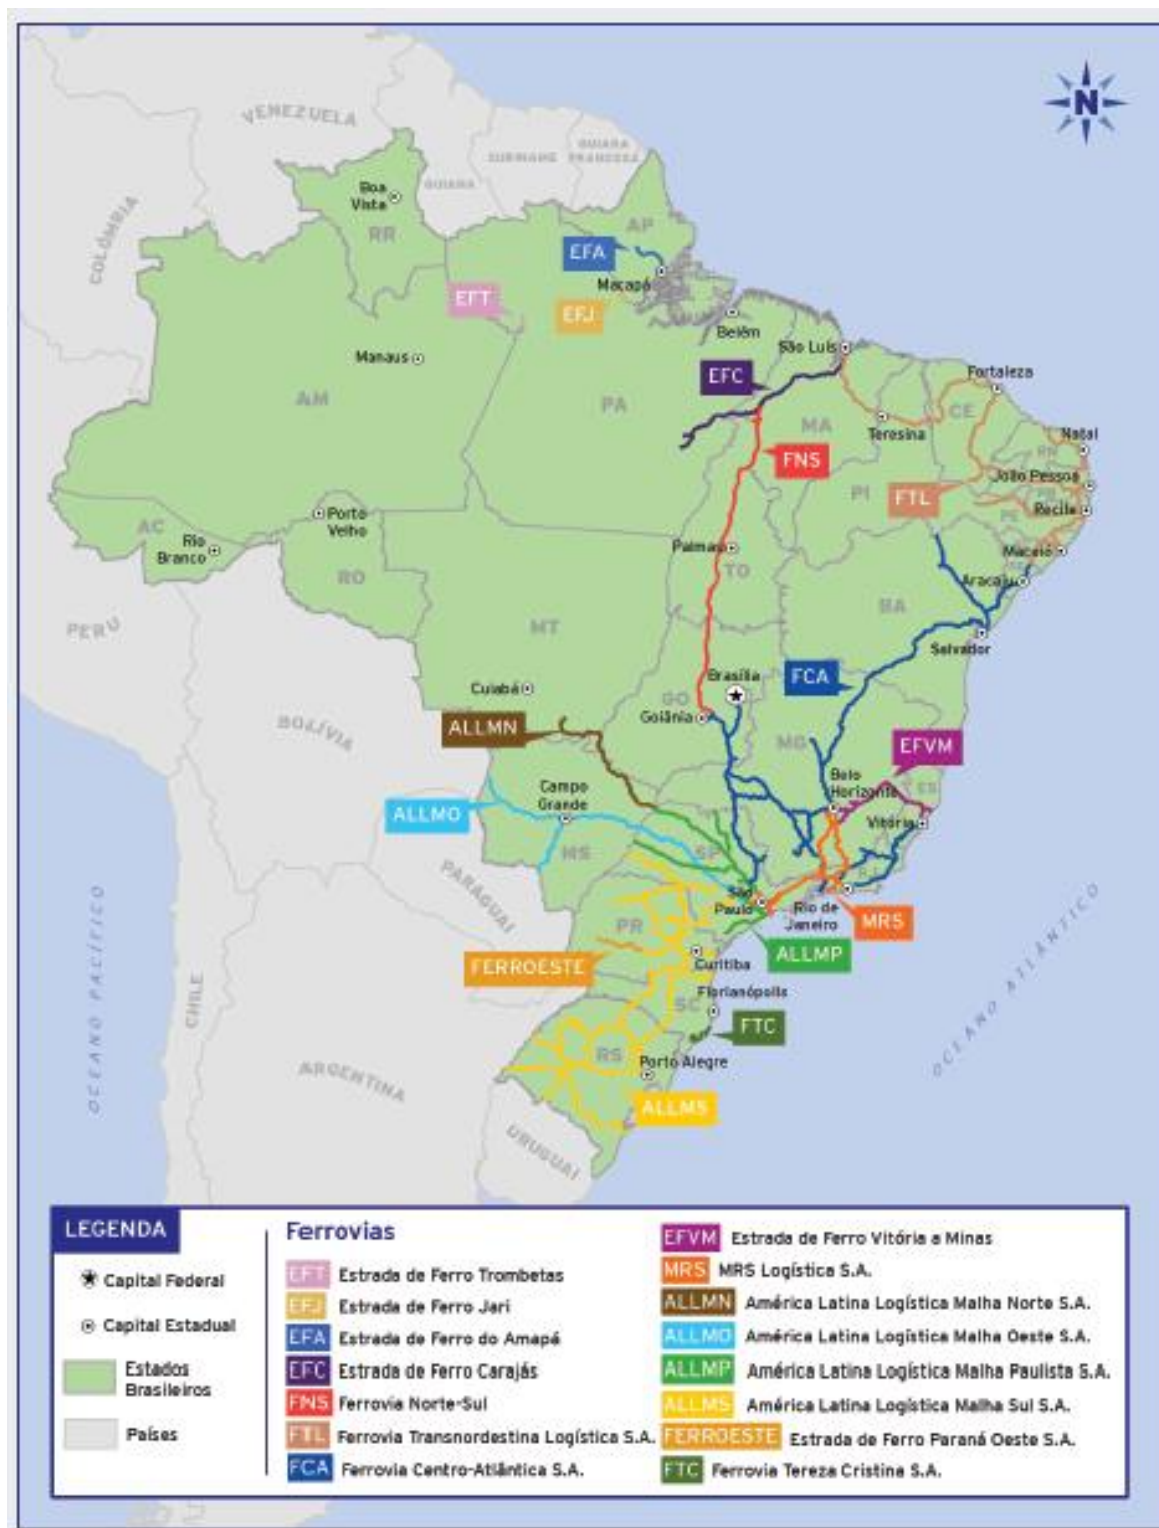 N
VENEZUELA
SURINAME
GUIANA
FRANCESA
GUIANA
COLÔMBIA
Boa
Vista
RR
AP
EFA
Macapá
EFT
EFJ
Belém
São Luís
Manaus
EFC
Fortaleza
AM
PA
MA
CE
Teresina
Natal
FNS
RN
João Pessoa
PI
FTL
PB
Recife
PE
AC
Porto
Velho
Rio
Branco
Palmas
Maceió
RO
TO
Aracaju
BA
PERU
MT
Salvador
Brasília
FCA
Cuiabá
GO
Goiânia
BOLÍVIA
ALLMN
MG
EFVM
Belo
Horizonte
ES
Campo
Grande
ALLMO
Vitória
MS
SP
PARAGUAI
RJ
São
Paulo
Rio de
Janeiro
MRS
PR
ALLMP
FERROESTE
Curitiba
Florianópolis
SC
FTC
CHILE
OCEANO PACÍFICO
OCEANO ATLÂNTICO
RS
Porto Alegre
ARGENTINA
ALLMS
URUGUAI
LEGENDA
Capital Federal
Capital Estadual
Estados
Brasileiros
Países
Ferrovias
EFT Estrada de Ferro Trombetas
EFJ Estrada de Ferro Jari
EFA Estrada de Ferro do Amapá
EFC Estrada de Ferro Carajás
FNS Ferrovia Norte-Sul
FTL Ferrovia Transnordestina Logística S.A.
FCA Ferrovia Centro-Atlântica S.A.
EFVM Estrada de Ferro Vitória a Minas
MRS MRS Logística S.A.
ALLMN América Latina Logística Malha Norte S.A.
ALLMO América Latina Logística Malha Oeste S.A.
ALLMP América Latina Logística Malha Paulista S.A.
ALLMS América Latina Logística Malha Sul S.A.
FERROESTE Estrada de Ferro Paraná Oeste S.A.
FTC Ferrovia Tereza Cristina S.A.